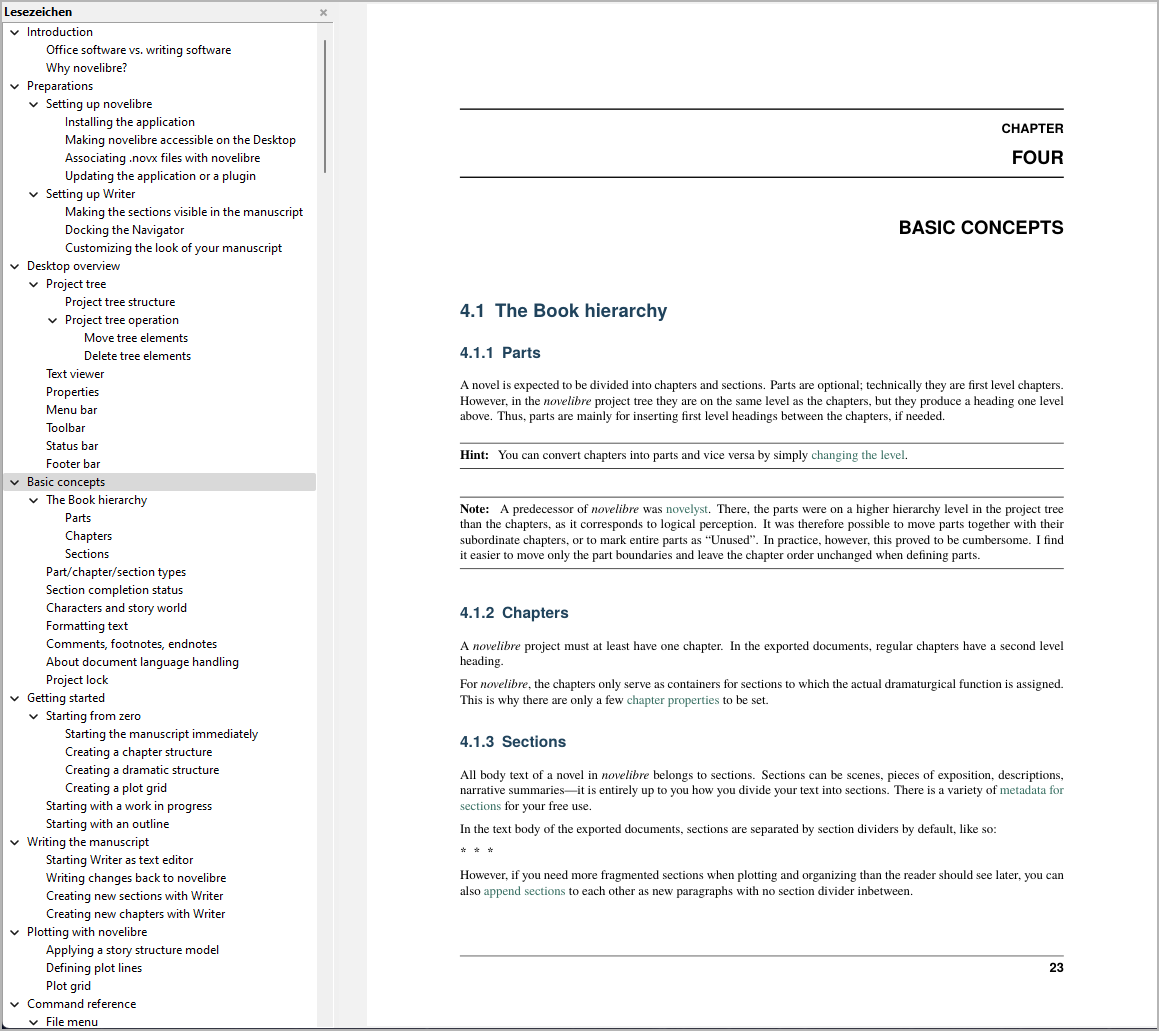 Lesezeichen
Introduction
Office software vs. writing software
Why novelibre?
Preparations
Setting up novelibre
Installing the application
Making novelibre accessible on the Desktop
Associating .novx files with novelibre
Updating the application or a plugin
Setting up Writer
Making the sections visible in the manuscript
Docking the Navigator
Customizing the look of your manuscript
Desktop overview
Project tree
Project tree structure
Project tree operation
Move tree elements
Delete tree elements
Text viewer
Properties
Menu bar
Toolbar
Status bar
Footer bar
Basic concepts
The Book hierarchy
Parts
Chapters
Sections
Part/chapter/section types
Section completion status
Characters and story world
Formatting text
Comments, footnotes, endnotes
About document language handling
Project lock
Getting started
Starting from zero
Starting the manuscript immediately
Creating a chapter structure
Creating a dramatic structure
Creating a plot grid
Starting with a work in progress
Starting with an outline
Writing the manuscript
Starting Writer as text editor
Writing changes back to novelibre
Creating new sections with Writer
Creating new chapters with Writer
Plotting with novelibre
Applying a story structure model
Defining plot lines
Plot grid
Command reference
File menu
CHAPTER
FOUR
BASIC CONCEPTS
4.1 The Book hierarchy
4.1.1 Parts
A novel is expected to be divided into chapters and sections. Parts are optional; technically they are first level chapters.
However, in the novelibre project tree they are on the same level as the chapters, but they produce a heading one level
above. Thus, parts are mainly for inserting first level headings between the chapters, if needed.
Hint: You can convert chapters into parts and vice versa by simply changing the level.
Note: A predecessor of novelibre was novelyst. There, the parts were on a higher hierarchy level in the project tree
than the chapters, as it corresponds to logical perception. It was therefore possible to move parts together with their
subordinate chapters, or to mark entire parts as “Unused”. In practice, however, this proved to be cumbersome. I find
it easier to move only the part boundaries and leave the chapter order unchanged when defining parts.
4.1.2 Chapters
A novelibre project must at least have one chapter. In the exported documents, regular chapters have a second level
heading.
For novelibre, the chapters only serve as containers for sections to which the actual dramaturgical function is assigned.
This is why there are only a few chapter properties to be set.
4.1.3 Sections
All body text of a novel in novelibre belongs to sections. Sections can be scenes, pieces of exposition, descriptions,
narrative summaries—it is entirely up to you how you divide your text into sections. There is a variety of metadata for
sections for your free use.
In the text body of the exported documents, sections are separated by section dividers by default, like so:
* * *
However, if you need more fragmented sections when plotting and organizing than the reader should see later, you can
also append sections to each other as new paragraphs with no section divider inbetween.
23